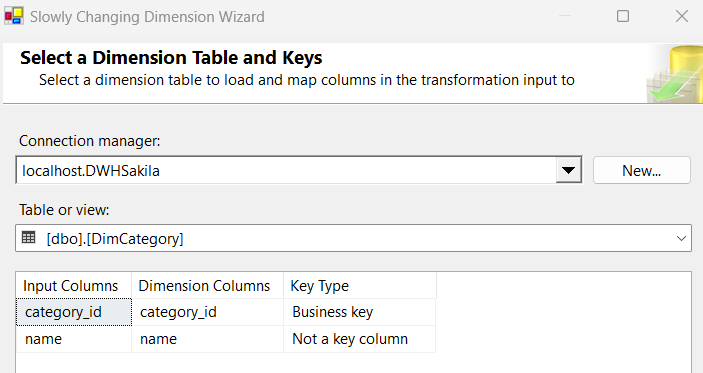 Slowly Changing Dimension Wizard
Select a Dimension Table and Keys
Select a dimension table to load and map columns in the transformation input to
Connection manager:
localhost.DWHSakila New...
Table or view:
[dbo].[DimCategory]
Input Columns Dimension Columns Key Type
category_id category_id Business key
name name Not a key column